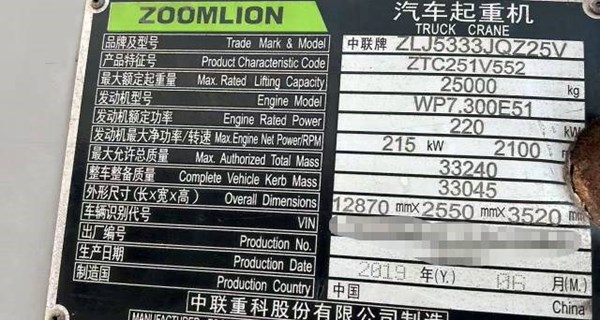 ZOOMLION 汽车起重机
TRUCK CRANE
品牌及型号 Trade Mark & Model 中联牌 ZLJ5333JQZ25V
产品特征号 Product Characteristic Code ZTC251V552
最大额定起重量 Max. Rated Lifting Capacity 25000 kg
发动机型号 Engine Model WP7.300E51
发动机额定功率 Engine Rated Power 220 kW
发动机最大净功率/转速 Max.Engine Net Power/RPM 215 kW 2100
最大允许总质量 Max. Authorized Total Mass 33240
整车整备质量 Complete Vehicle Kerb Mass 33045
外形尺寸(长×宽×高) Overall Dimensions 12870 mmX 2550 mmX 3520
车辆识别代号 VIN
出厂编号 Production No.
生产日期 Production Date 2019 年(Y.) 06 月(M.)
制造国 Production Country 中国 China
中联重科股份有限公司制造